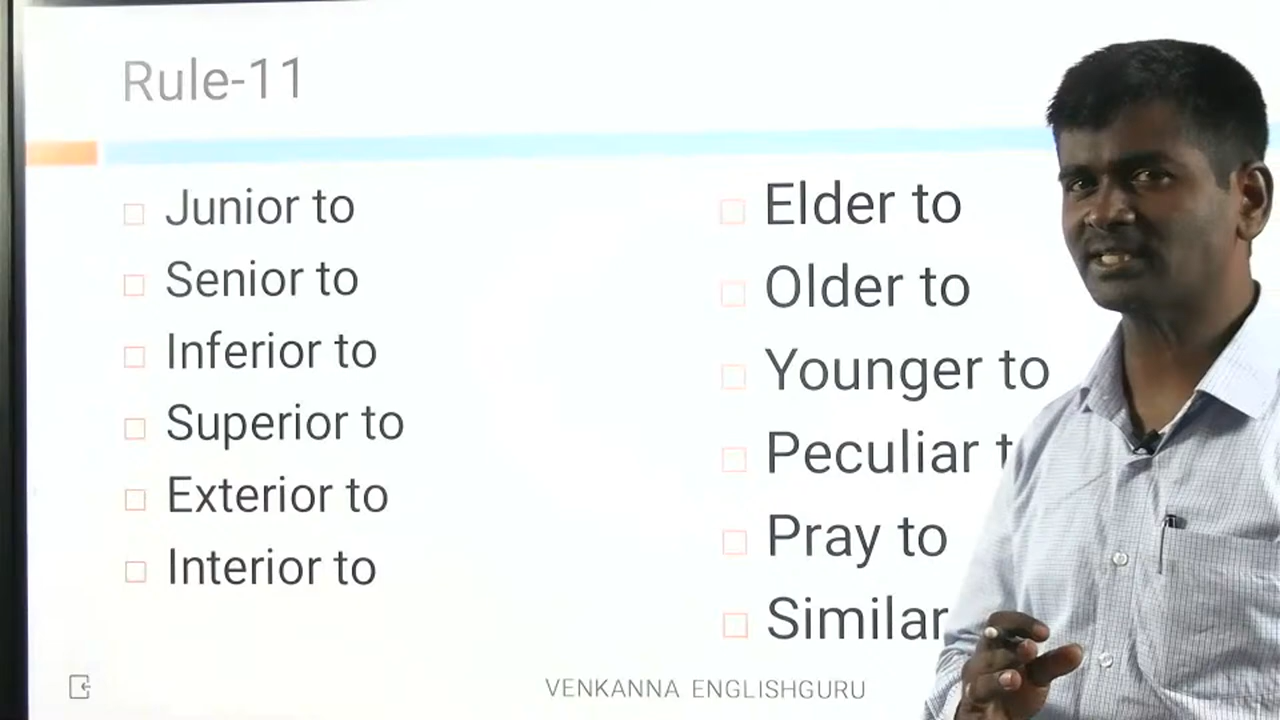 Rule-11
Junior to
Senior to
Inferior to
Superior to
Exterior to
Interior to
Elder to
Older to
Younger to
Peculiar t
Pray to
Similar
VENKANNA ENGLISHGURU